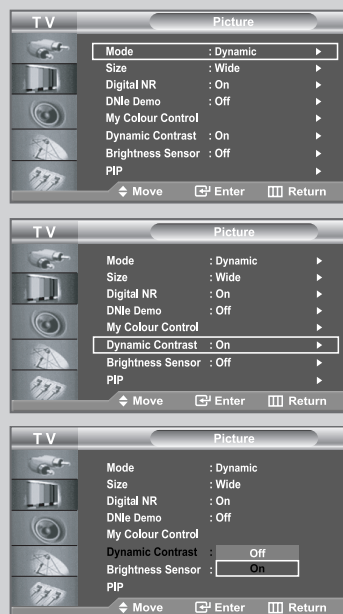 TV Picture
Mode : Dynamic
Size : Wide
Digital NR : On
DNIe Demo : Off
My Colour Control
Dynamic Contrast : On
Brightness Sensor : Off
PIP
Move Enter Return
TV Picture
Mode : Dynamic
Size : Wide
Digital NR : On
DNIe Demo : Off
My Colour Control
Dynamic Contrast : On
Brightness Sensor : Off
PIP
Move Enter Return
TV Picture
Mode : Dynamic
Size : Wide
Digital NR : On
DNIe Demo : Off
My Colour Control
Dynamic Contrast : Off
Brightness Sensor : On
PIP
Move Enter Return